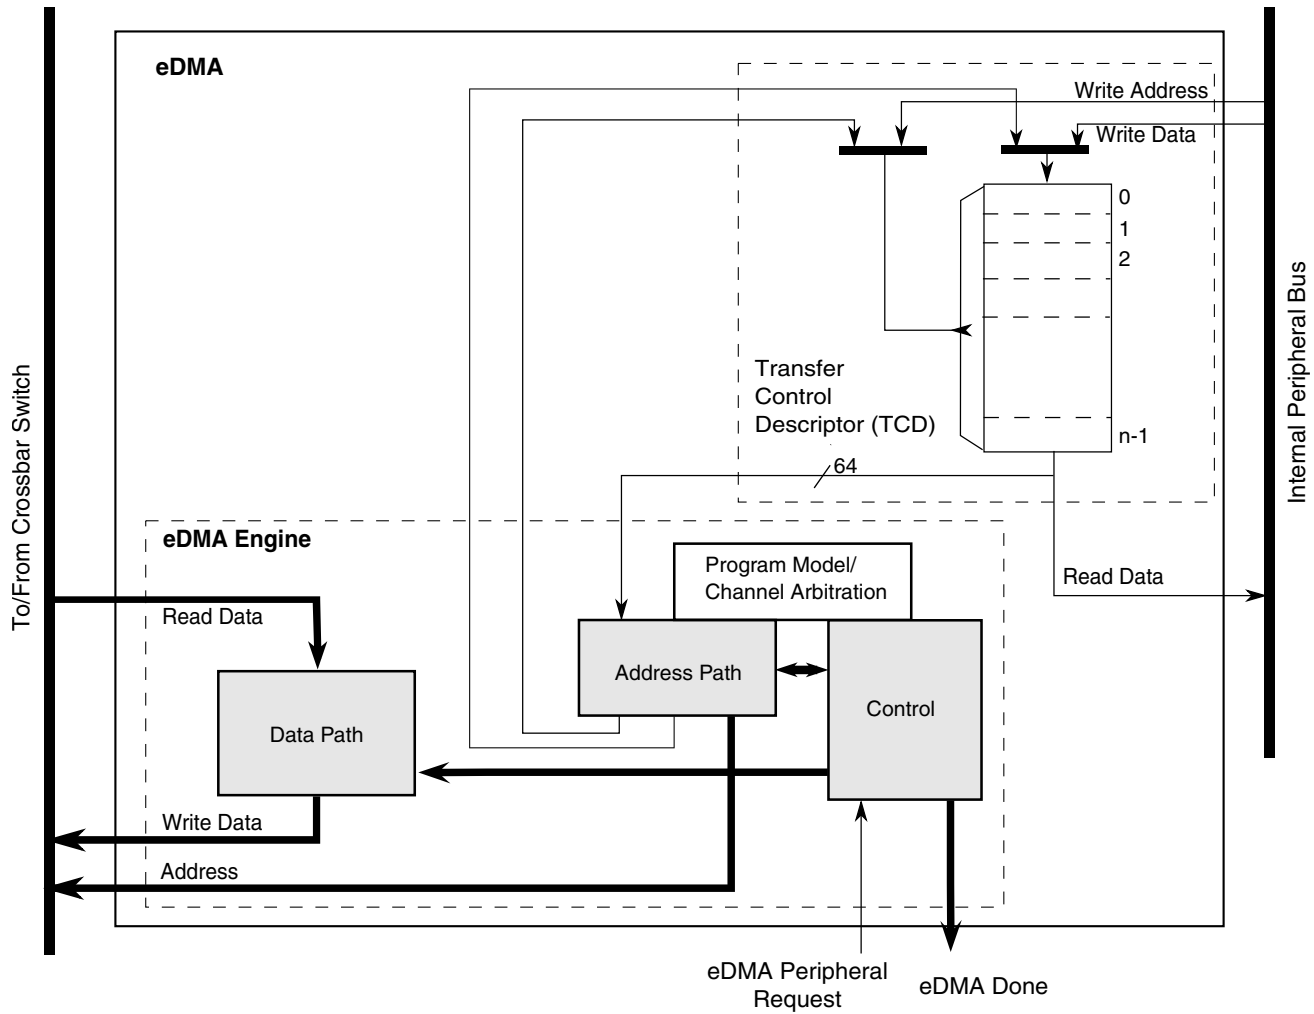 eDMA
Write Address
Write Data
0
1
2
n-1
Transfer
Control
Descriptor (TCD)
64
To/From Crossbar Switch
Internal Peripheral Bus
eDMA Engine
Program Model/
Channel Arbitration
Read Data
Read Data
Address Path
Control
Data Path
Write Data
Address
eDMA Peripheral
Request
eDMA Done